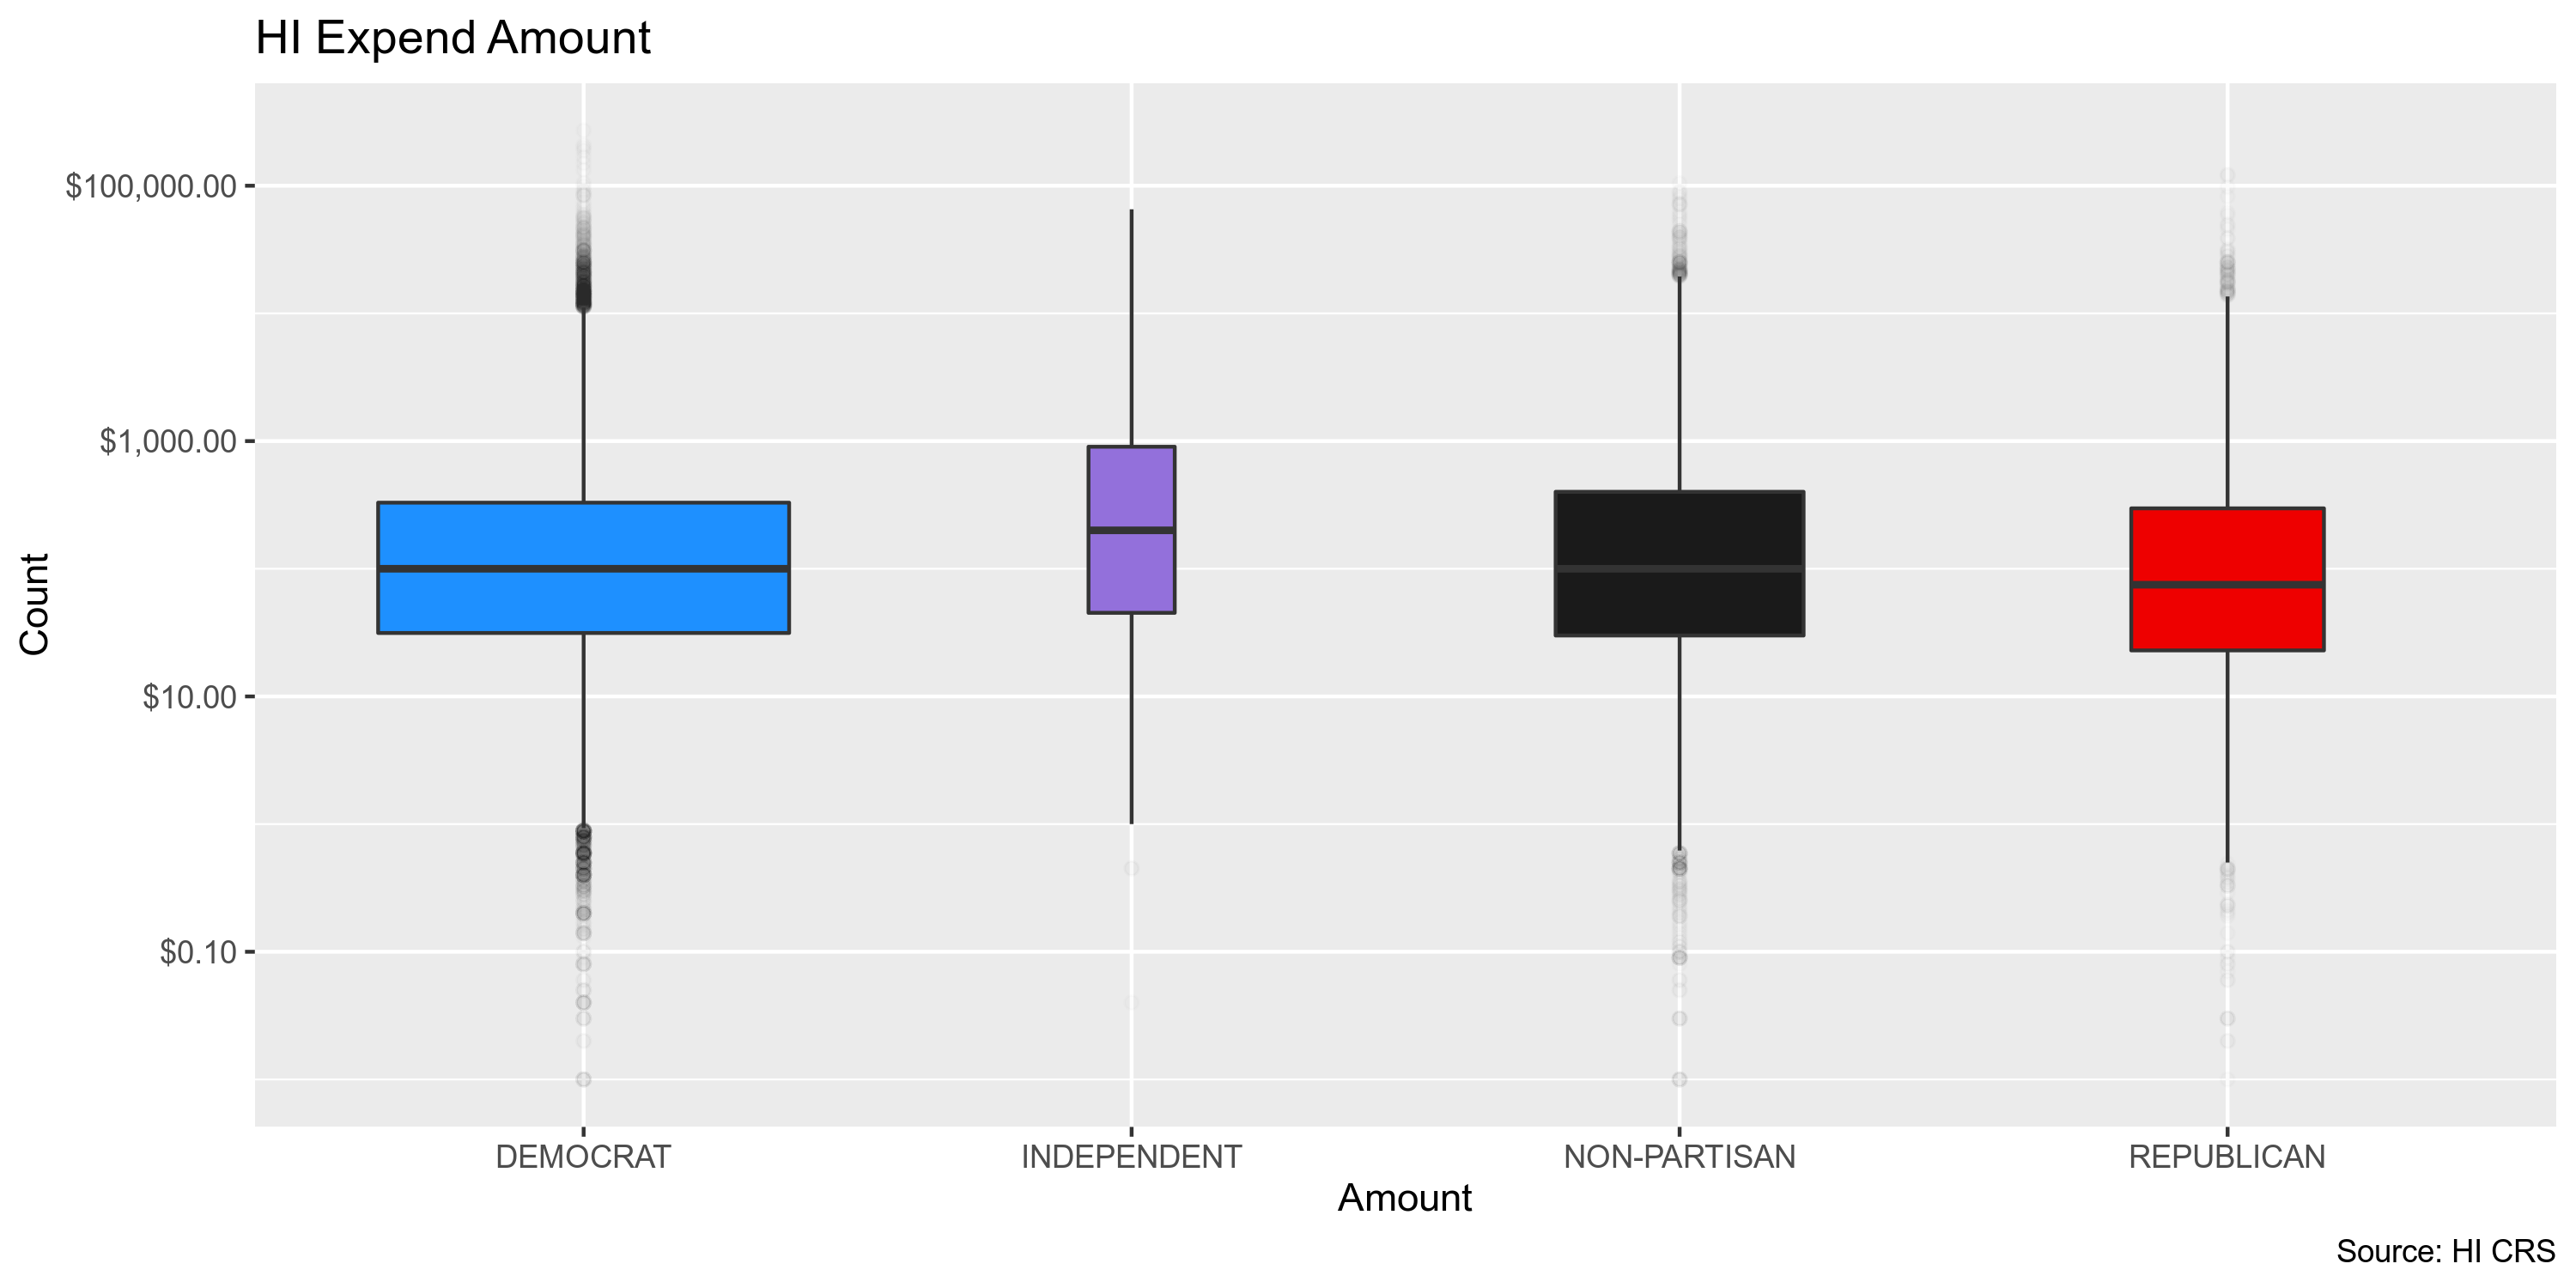 HI Expend Amount
$100,000.00
$1,000.00
$10.00
$0.10
Count
DEMOCRAT
INDEPENDENT
NON-PARTISAN
REPUBLICAN
Amount
Source: HI CRS